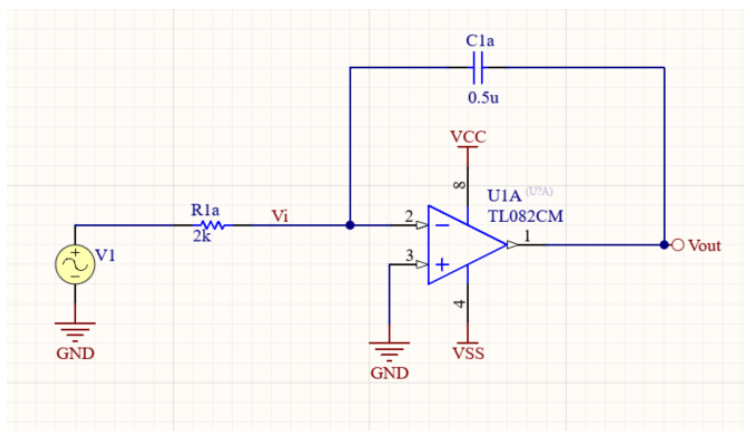 C1a
0.5u
VCC
8
U1A (U?A)
TL082CM
R1a
2k
Vi
2
1
3
Vout
V1
4
GND
VSS
GND